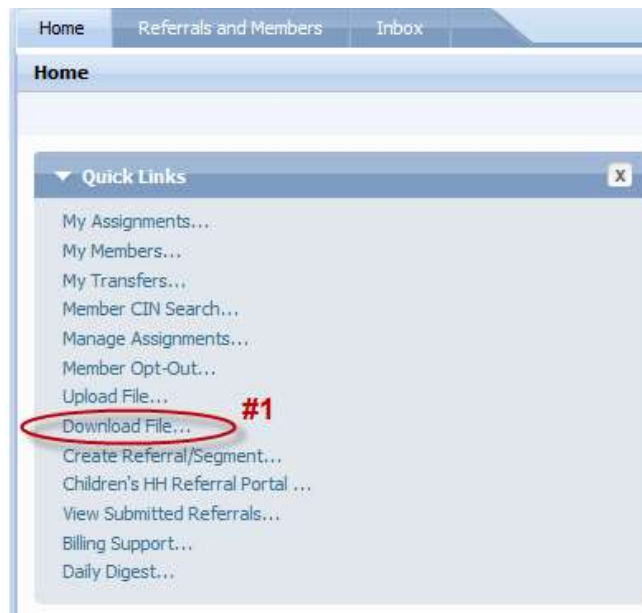 Home Referrals and Members Inbox
Home
Quick Links X
My Assignments...
My Members...
My Transfers...
Member CIN Search...
Manage Assignments...
Member Opt-Out...
Upload File...
#1
Download File...
Create Referral/Segment...
Children's HH Referral Portal ...
View Submitted Referrals...
Billing Support...
Daily Digest...